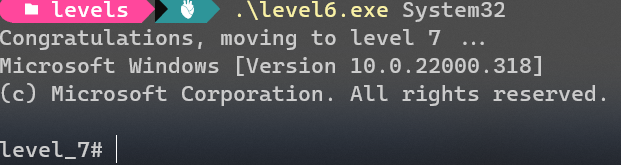 levels .\level6.exe System32
Congratulations, moving to level 7 ...
Microsoft Windows [Version 10.0.22000.318]
(c) Microsoft Corporation. All rights reserved.
level_7#